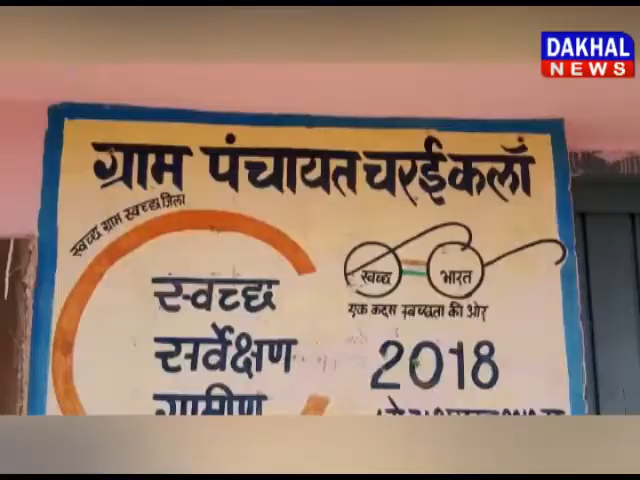 DAKHAL
NEWS
ग्राम पंचायत चरईकलाँ
स्वच्छ ग्राम स्वच्छ जिला
स्वच्छ भारत
एक कदम स्वच्छता की ओर
स्वच्छ
सर्वेक्षण
ग्रामीण
2018